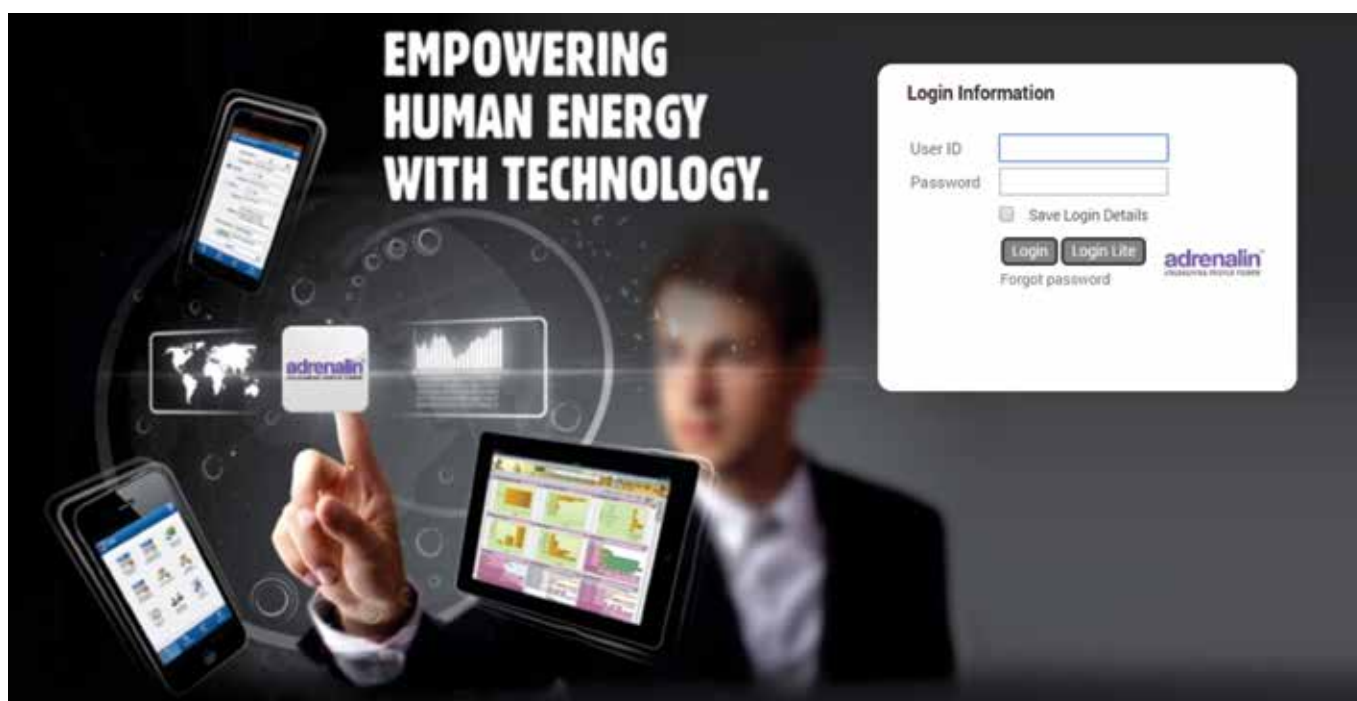 EMPOWERING
HUMAN ENERGY
WITH TECHNOLOGY.
Login Information
User ID
Password
Save Login Details
Login Login Lite
adrenalin
Forgot password
adrenalin